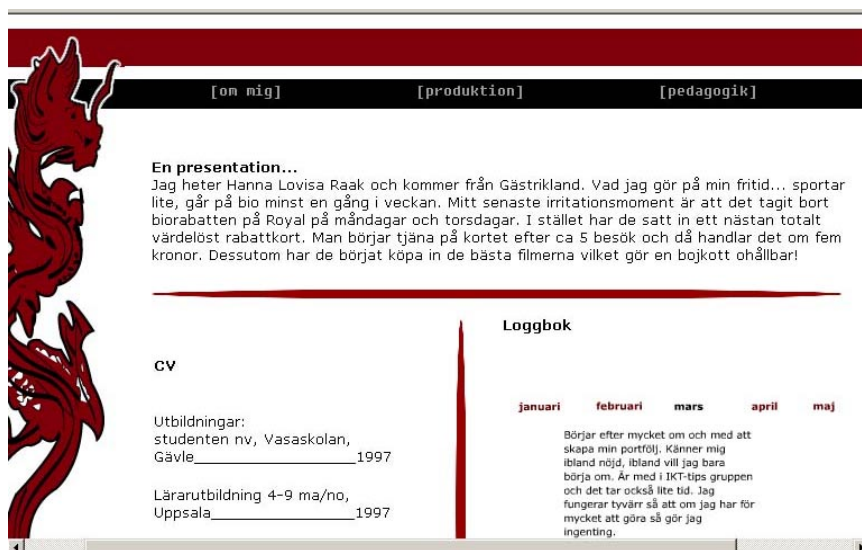 [om mig]
[produktion]
[pedagogik]
En presentation...
Jag heter Hanna Lovisa Raak och kommer från Gästrikland. Vad jag gör på min fritid... sportar
lite, går på bio minst en gång i veckan. Mitt senaste irritationsmoment är att det tagit bort
biorabatten på Royal på måndagar och torsdagar. I stället har de satt in ett nästan totalt
värdelöst rabattkort. Man börjar tjäna på kortet efter ca 5 besök och då handlar det om fem
kronor. Dessutom har de börjat köpa in de bästa filmerna vilket gör en bojkott ohållbar!
CV
Utbildningar:
studenten nv, Vasaskolan,
Gävle__________________1997
Lärarutbildning 4-9 ma/no,
Uppsala________________1997
Loggbok
januari
februari
mars
april
maj
Börjar efter mycket om och med att
skapa min portfölj. Känner mig
ibland nöjd, ibland vill jag bara
börja om. Är med i IKT-tips gruppen
och det tar också lite tid. Jag
fungerar tyvärr så att om jag har för
mycket att göra så gör jag
ingenting.